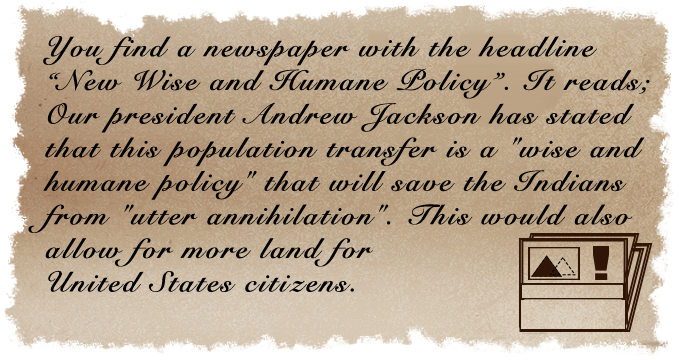 You find a newspaper with the headline
“New Wise and Humane Policy”. It reads;
Our president Andrew Jackson has stated
that this population transfer is a "wise and
humane policy" that will save the Indians
from "utter annihilation". This would also
allow for more land for
United States citizens.